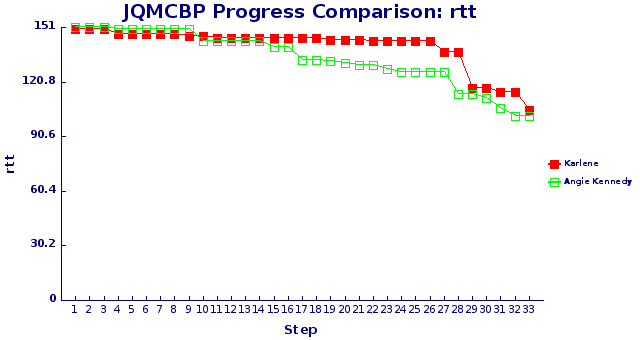 JQMCBP Progress Comparison: rtt
151
120.8
90.6
60.4
30.2
0
rtt
1 2 3 4 5 6 7 8 9 10 11 12 13 14 15 16 17 18 19 20 21 22 23 24 25 26 27 28 29 30 31 32 33
Step
Karlene
Angie Kennedy